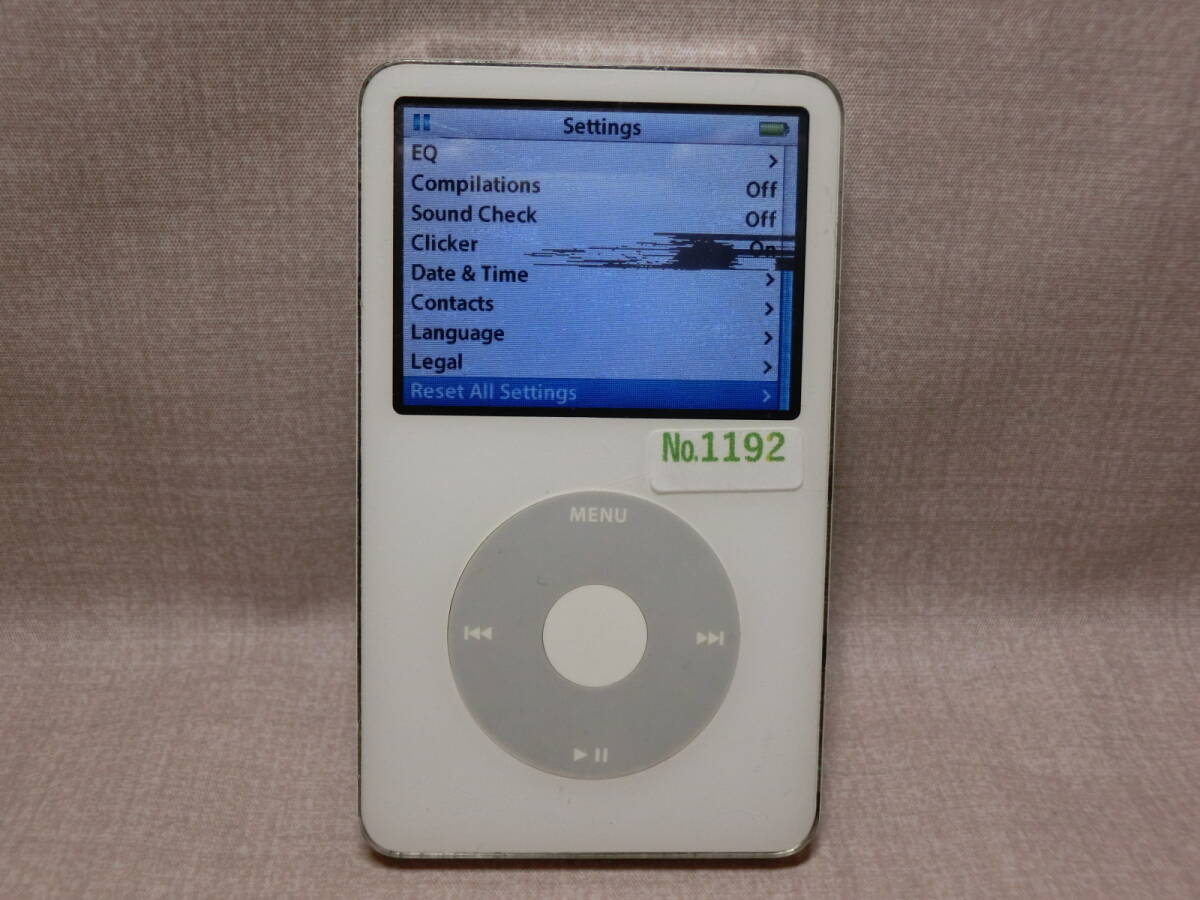 Settings
EQ
Compilations Off
Sound Check Off
Clicker On
Date & Time
Contacts
Language
Legal
Reset All Settings
No.1192
MENU